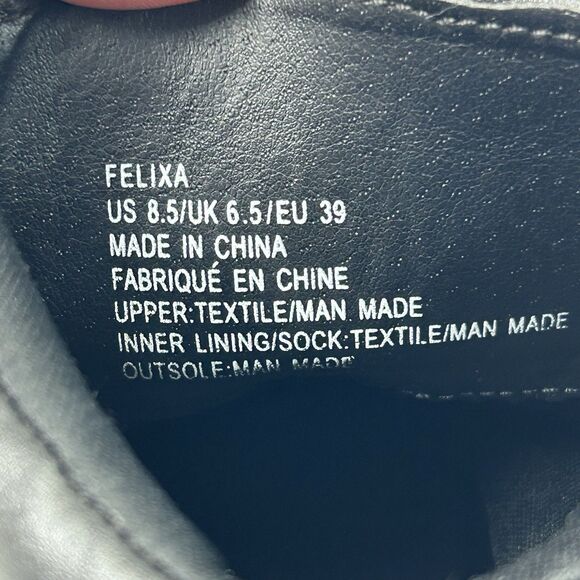 FELIXA
US 8.5/UK 6.5/EU 39
MADE IN CHINA
FABRIQUÉ EN CHINE
UPPER:TEXTILE/MAN MADE
INNER LINING/SOCK:TEXTILE/MAN MADE
OUTSOLE:MAN MADE